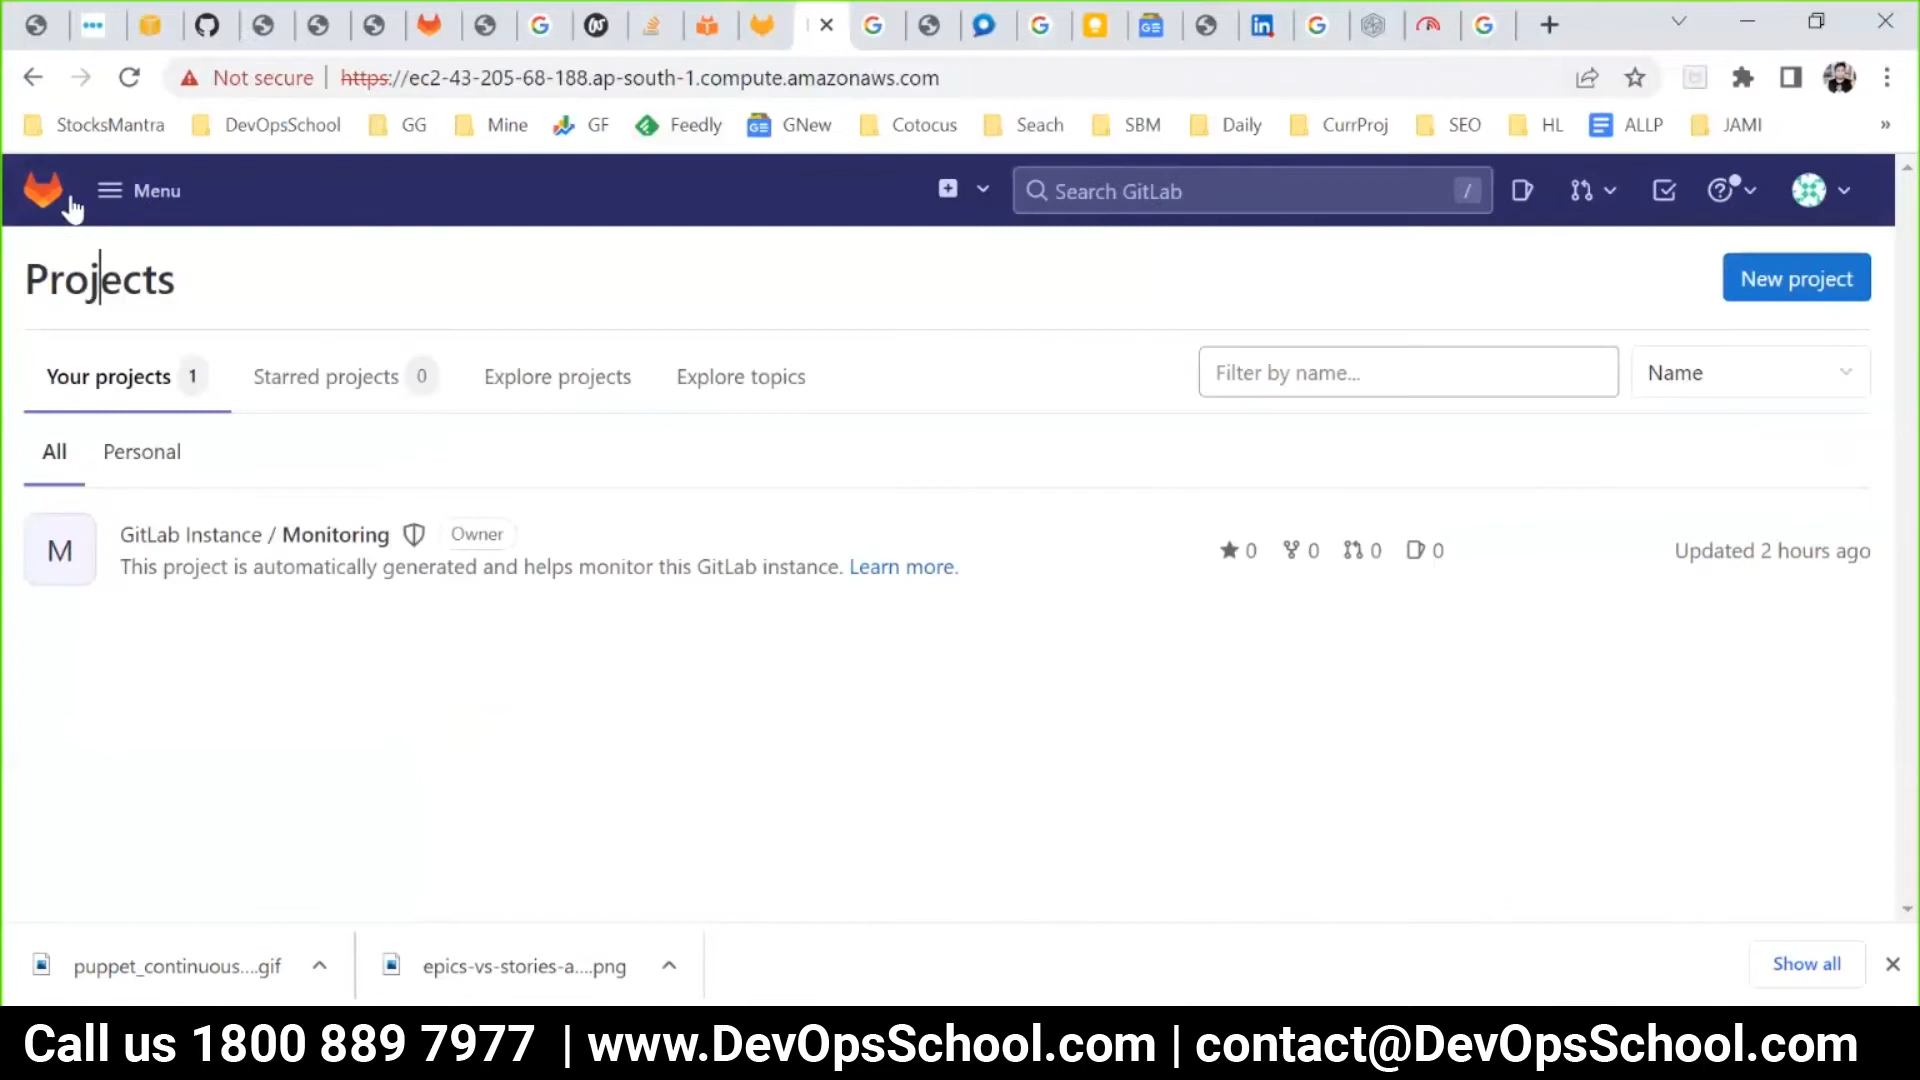 Not secure | https://ec2-43-205-68-188.ap-south-1.compute.amazonaws.com
StocksMantra DevOpsSchool GG Mine GF Feedly GNew Cotocus Seach SBM Daily CurrProj SEO HL ALLP JAMI »
Menu Search GitLab /
Projects New project
Your projects 1 Starred projects 0 Explore projects Explore topics Filter by name... Name
All Personal
M GitLab Instance / Monitoring Owner
0 0 0 0 Updated 2 hours ago
This project is automatically generated and helps monitor this GitLab instance. Learn more.
puppet_continuous....gif epics-vs-stories-a....png Show all
Call us 1800 889 7977 | www.DevOpsSchool.com | contact@DevOpsSchool.com